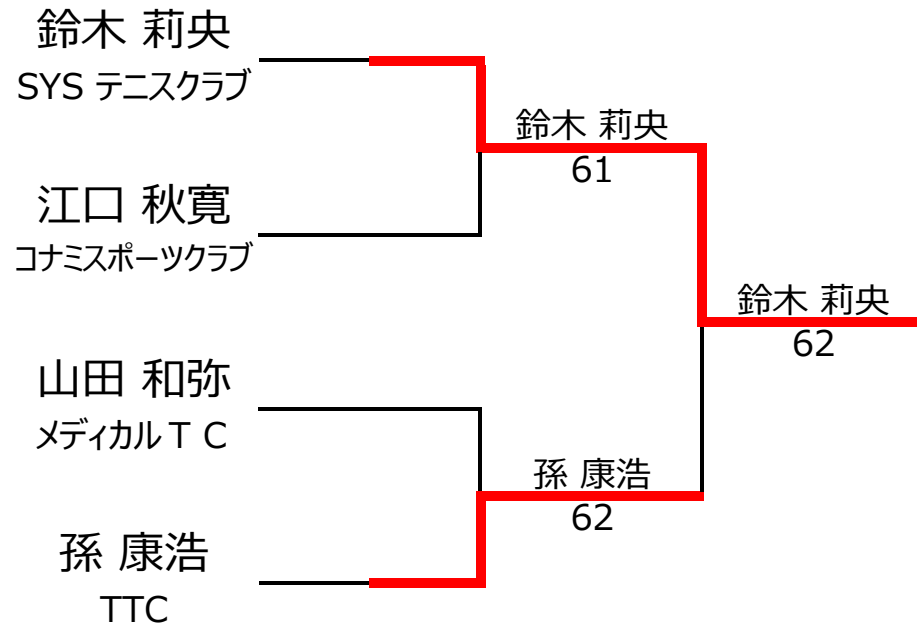 鈴木 莉央
SYS テニスクラブ
鈴木 莉央
61
江口 秋寛
コナミスポーツクラブ
鈴木 莉央
62
山田 和弥
メディカルＴＣ
孫 康浩
62
孫 康浩
TTC